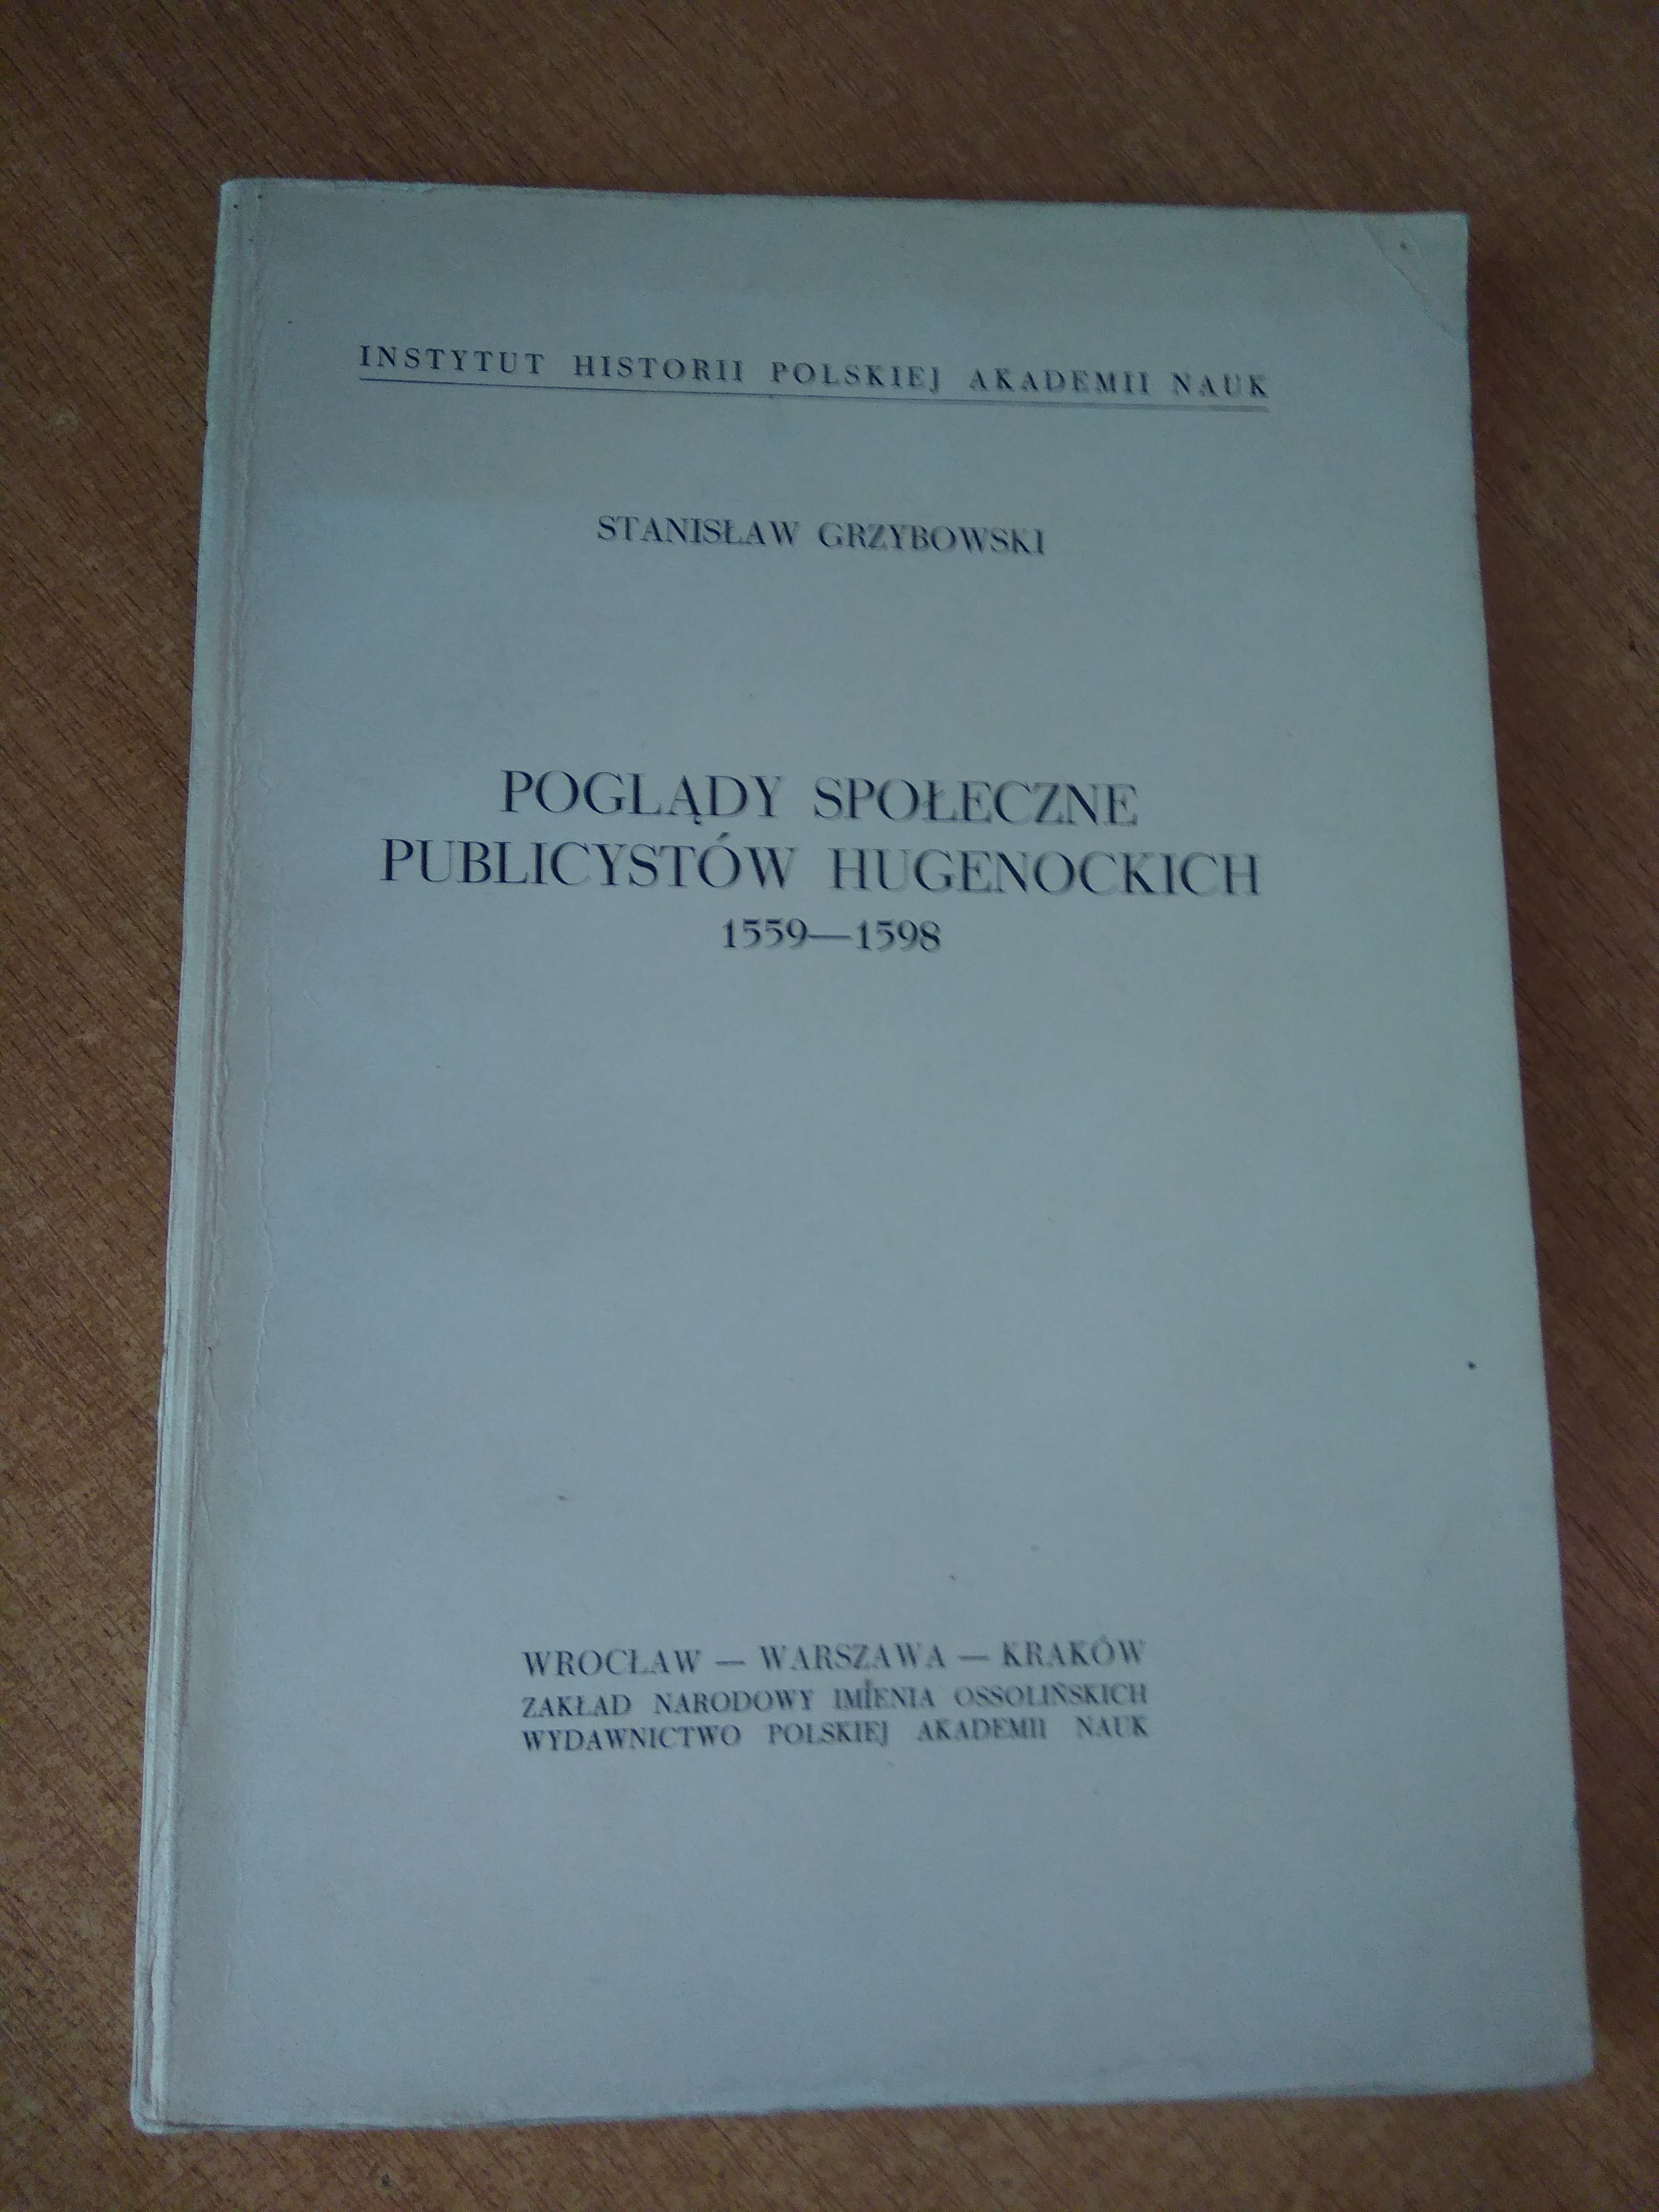 INSTYTUT HISTORII POLSKIEJ AKADEMII NAUK
STANISŁAW GRZYBOWSKI
POGLĄDY SPOŁECZNE
PUBLICYSTÓW HUGENOCKICH
1559—1598
WROCŁAW — WARSZAWA — KRAKÓW
ZAKŁAD NARODOWY IMIENIA OSSOLIŃSKICH
WYDAWNICTWO POLSKIEJ AKADEMII NAUK